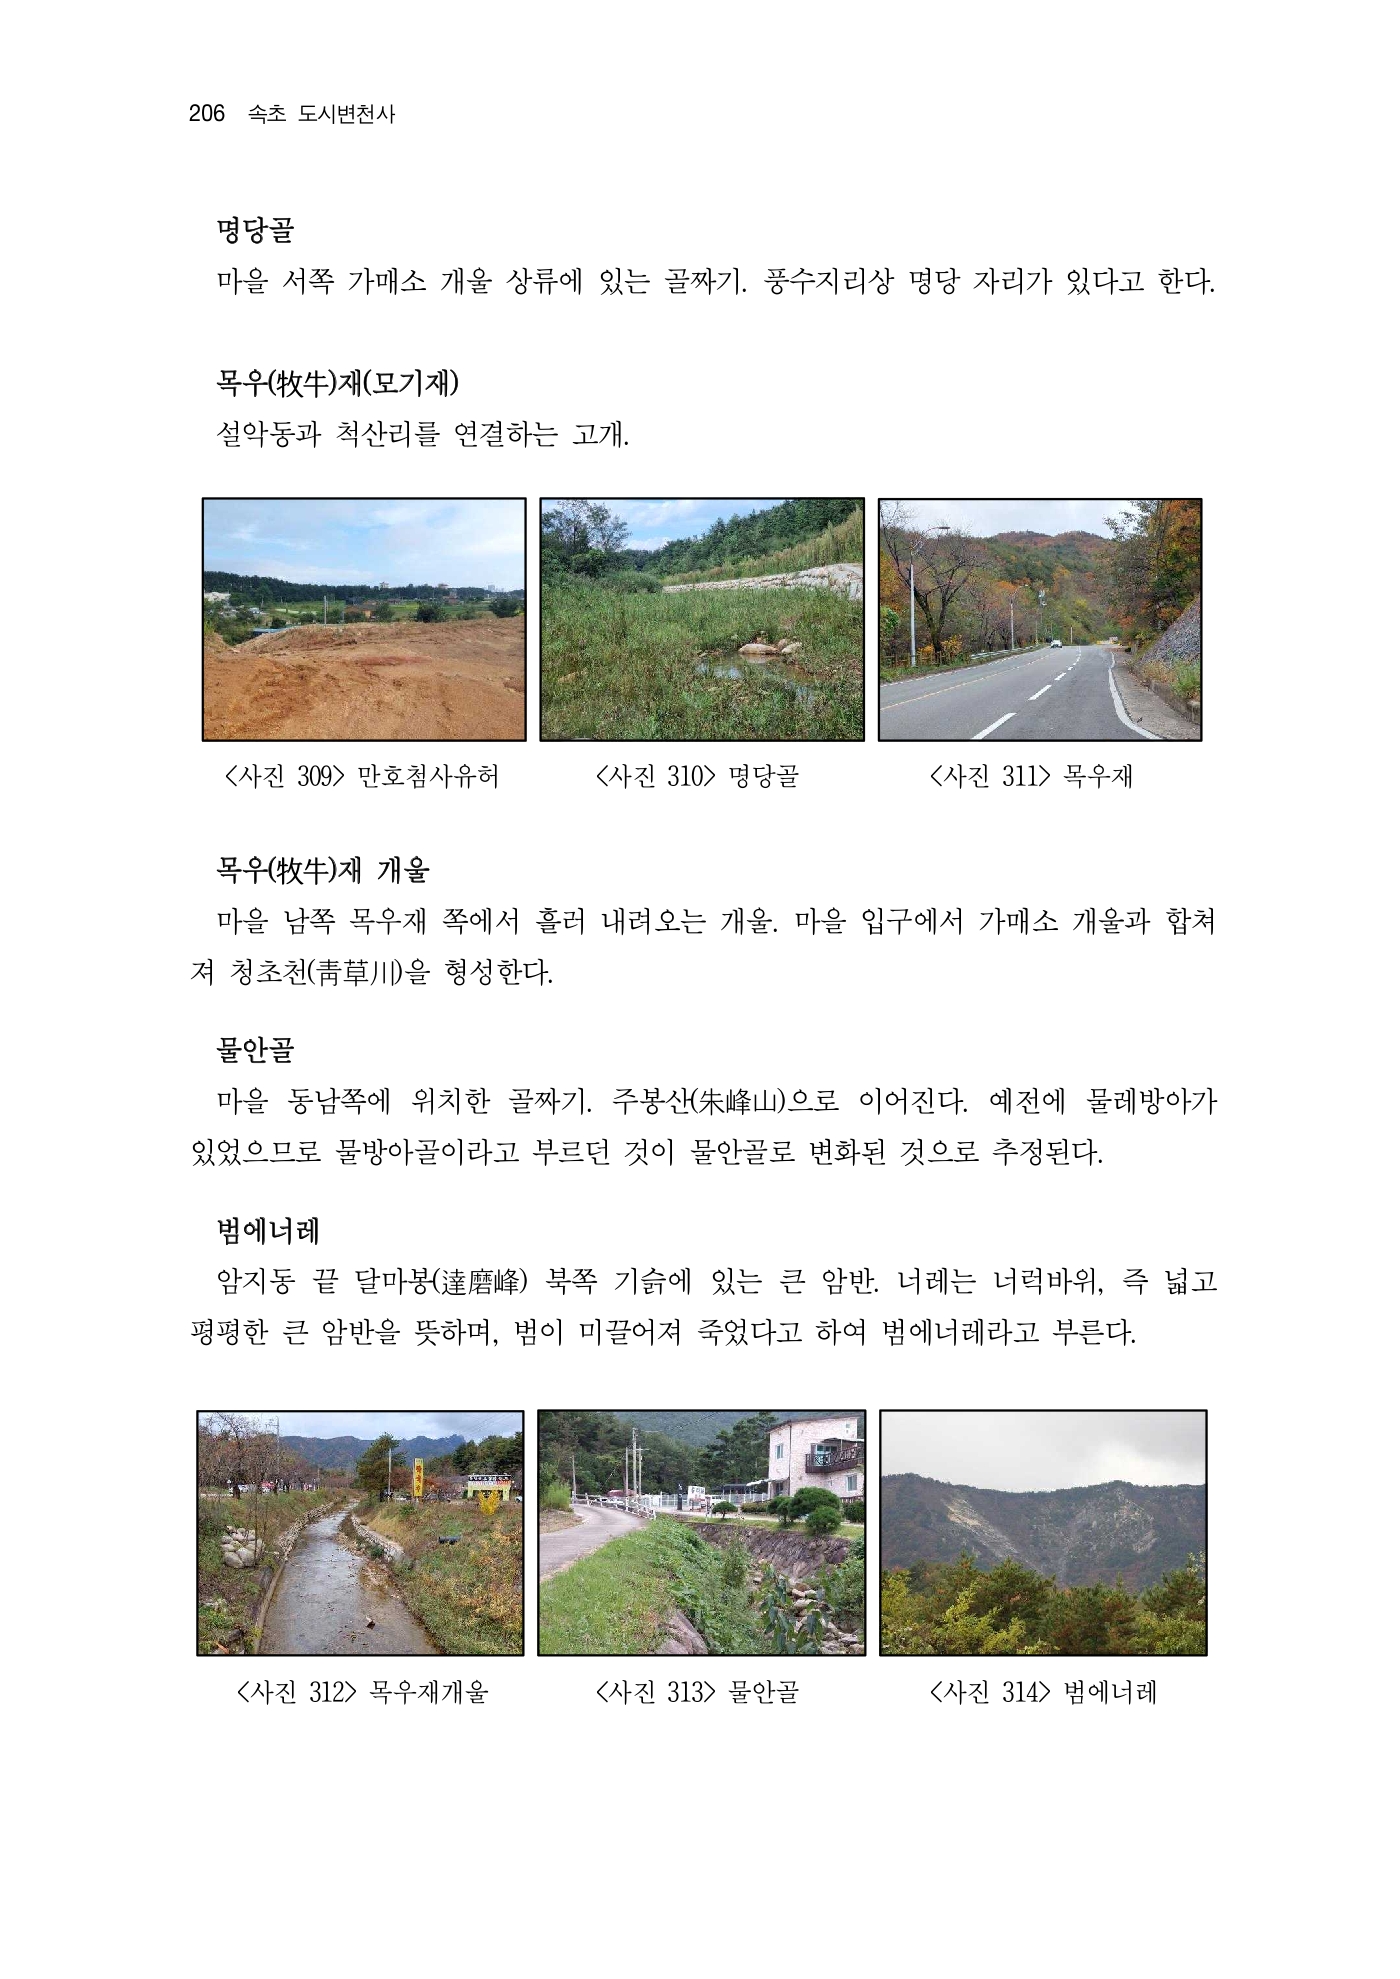 206 속초 도시변천사
명당골
마을 서쪽 가매소 개울 상류에 있는 골짜기. 풍수지리상 명당 자리가 있다고 한다.
목우(牧牛)재(모기재)
설악동과 척산리를 연결하는 고개.
<사진 309> 만호첨사유허
<사진 310> 명당골
<사진 311> 목우재
목우(牧牛)재 개울
마을 남쪽 목우재 쪽에서 흘러 내려오는 개울. 마을 입구에서 가매소 개울과 합쳐
져 청초천(靑草川)을 형성한다.
물안골
마을 동남쪽에 위치한 골짜기. 주봉산(朱峰山)으로 이어진다. 예전에 물레방아가
있었으므로 물방아골이라고 부르던 것이 물안골로 변화된 것으로 추정된다.
범에너레
암지동 끝 달마봉(達磨峰) 북쪽 기슭에 있는 큰 암반. 너레는 너럭바위, 즉 넓고
평평한 큰 암반을 뜻하며, 범이 미끌어져 죽었다고 하여 범에너레라고 부른다.
<사진 312> 목우재개울
<사진 313> 물안골
<사진 314> 범에너레